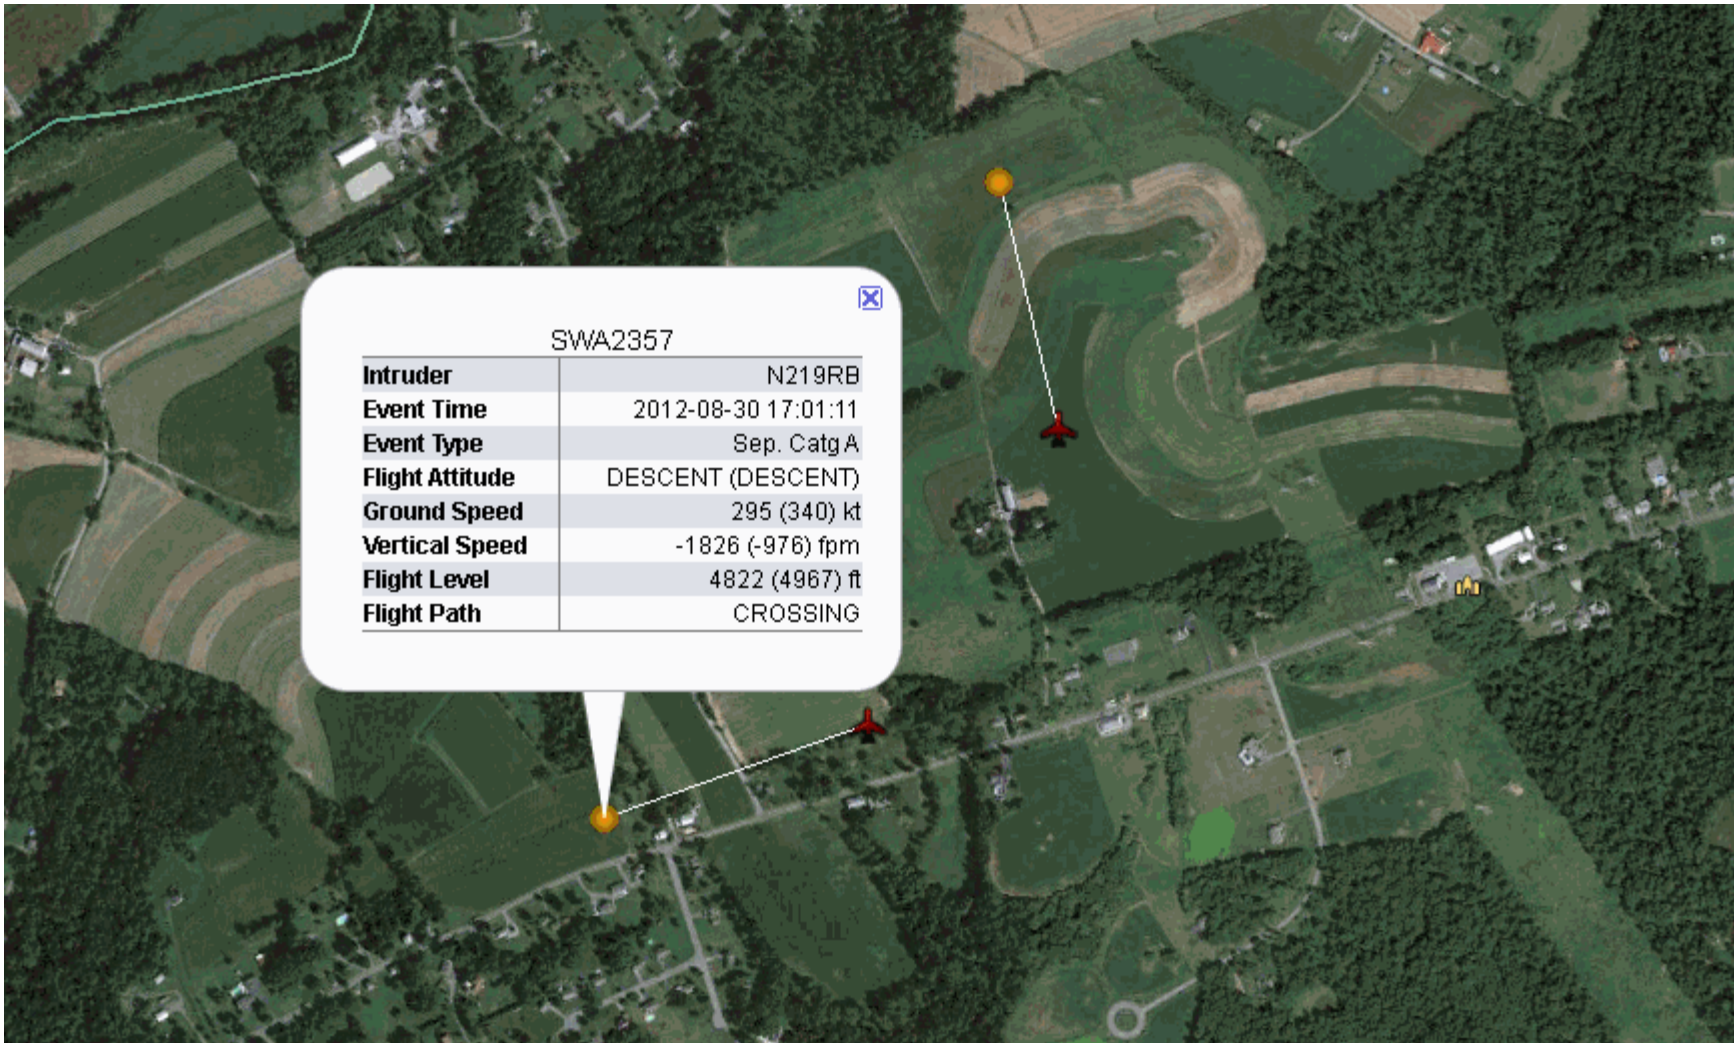 SWA2357
Intruder N219RB
Event Time 2012-08-30 17:01:11
Event Type Sep. Catg A
Flight Attitude DESCENT (DESCENT)
Ground Speed 295 (340) kt
Vertical Speed -1826 (-976) fpm
Flight Level 4822 (4967) ft
Flight Path CROSSING